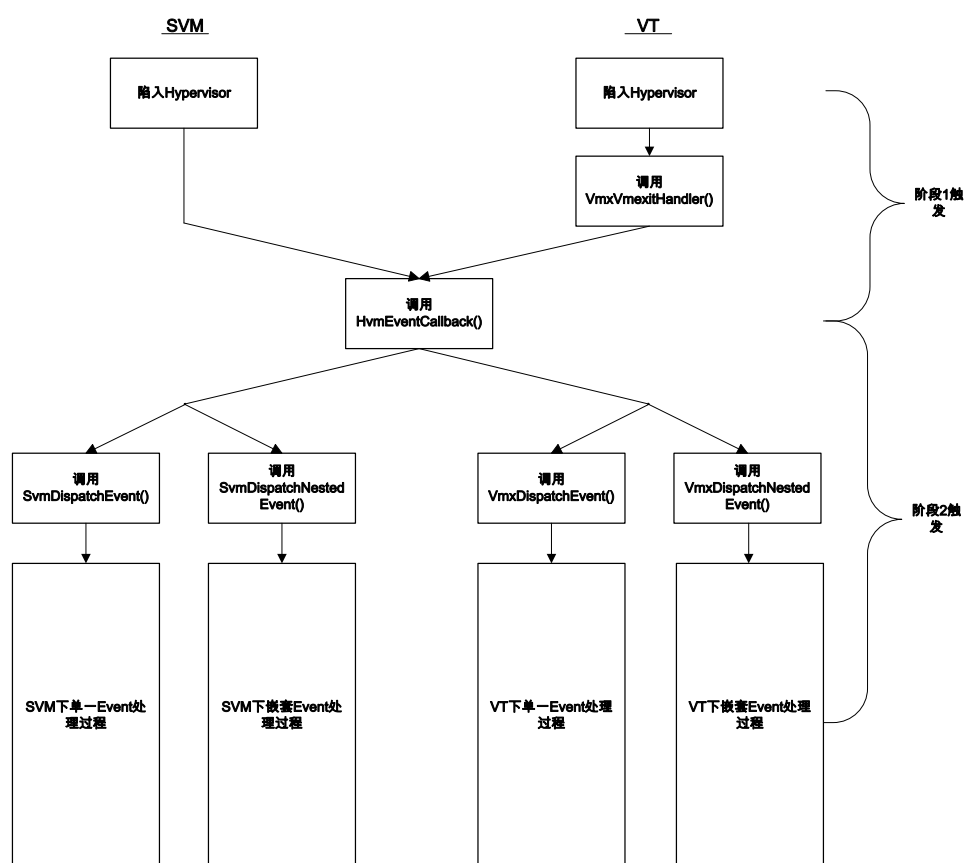 SVM
VT
陷入Hypervisor
陷入Hypervisor
调用
VmxVmexitHandler()
阶段1触
发
调用
HvmEventCallback()
调用
SvmDispatchEvent()
调用
SvmDispatchNested
Event()
调用
VmxDispatchEvent()
调用
VmxDispatchNested
Event()
阶段2触
发
SVM下单一Event处
理过程
SVM下嵌套Event处
理过程
VT下单一Event处理
过程
VT下嵌套Event处理
过程